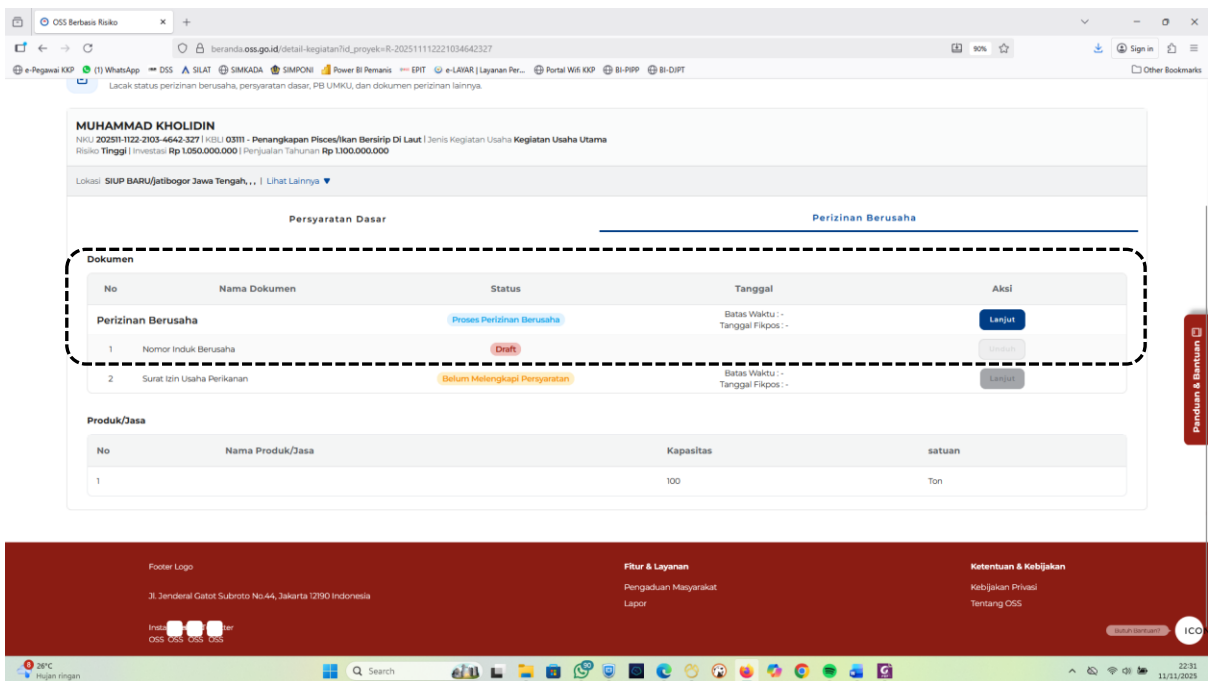 OSS Berbasis Risiko
beranda.oss.go.id/detail-kegiatan?id_proyek=R-202511112221034642327
90%
Sign in
e-Pegawai KKP (1) WhatsApp DSS SILAT SIMKADA SIMPONI Power BI Pemanis EPIT e-LAYAR | Layanan Per... Portal Wifi KKP BI-PIPP BI-DJPT Other Bookmarks
Lacak status perizinan berusaha, persyaratan dasar, PB UMKU, dan dokumen perizinan lainnya.
MUHAMMAD KHOLIDIN
NKU 202511-1122-2103-4642-327 | KBLI 03111 - Penangkapan Pisces/Ikan Bersirip Di Laut | Jenis Kegiatan Usaha Kegiatan Usaha Utama
Risiko Tinggi | Investasi Rp 1.050.000.000 | Penjualan Tahunan Rp 1.100.000.000
Lokasi SIUP BARU/jatibogor Jawa Tengah, , , | Lihat Lainnya ▼
Persyaratan Dasar Perizinan Berusaha
Dokumen
No Nama Dokumen Status Tanggal Aksi
Perizinan Berusaha Proses Perizinan Berusaha Batas Waktu : - Lanjut
Tanggal Fikpos : -
1 Nomor Induk Berusaha Draft
2 Surat Izin Usaha Perikanan Belum Melengkapi Persyaratan Batas Waktu : - Lanjut
Tanggal Fikpos : -
Panduan & Bantuan
Produk/Jasa
No Nama Produk/Jasa Kapasitas satuan
1 100 Ton
Footer Logo
Jl. Jenderal Gatot Subroto No.44, Jakarta 12190 Indonesia
Insta ter
OSS OSS OSS OSS
Fitur & Layanan
Pengaduan Masyarakat
Lapor
Ketentuan & Kebijakan
Kebijakan Privasi
Tentang OSS
Butuh Bantuan? ICO
26°C
Hujan ringan
Search
22:31
11/11/2025